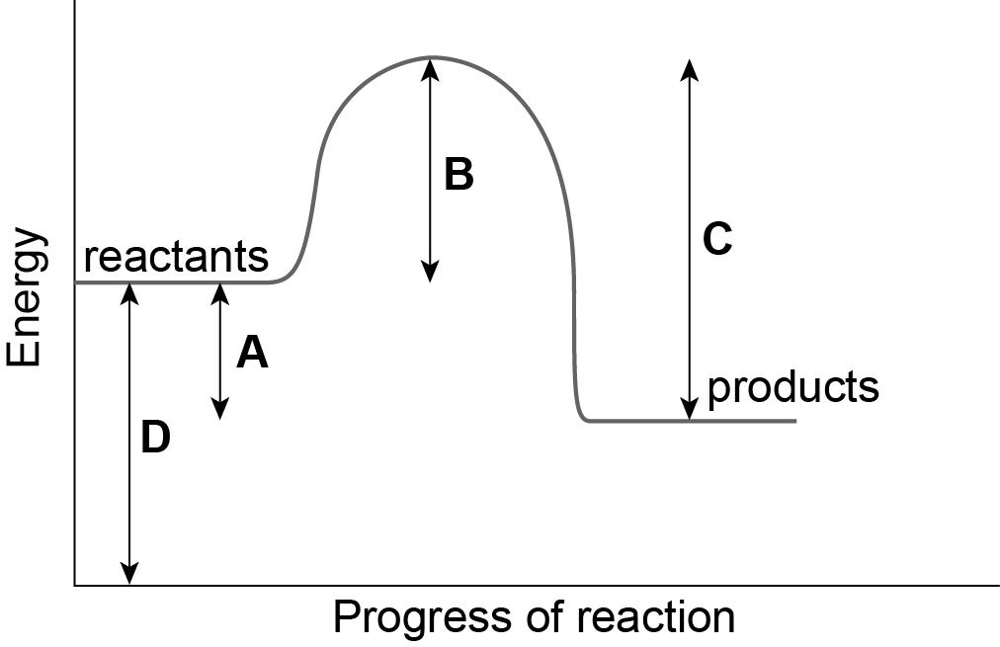 Energy
reactants
A
D
B
C
products
Progress of reaction